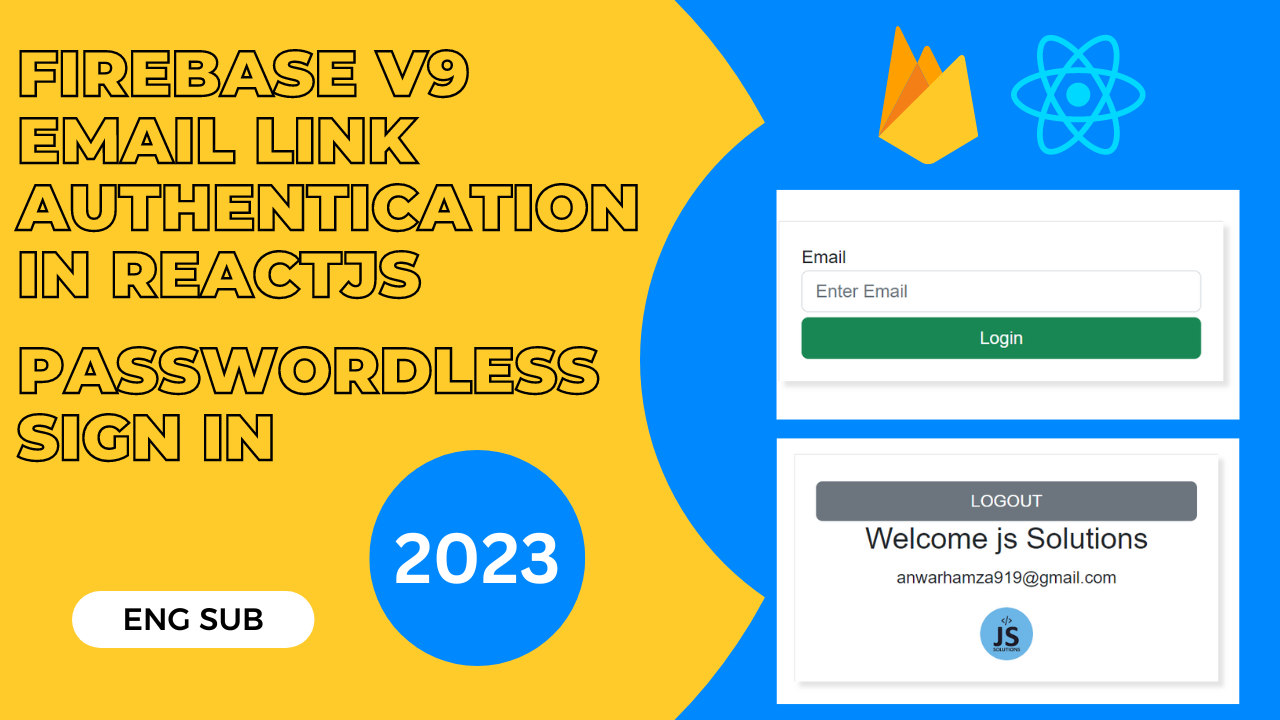 FIREBASE V9
EMAIL LINK
AUTHENTICATION
IN REACTJS
PASSWORDLESS
SIGN IN
2023
ENG SUB
Email
Enter Email
Login
LOGOUT
Welcome js Solutions
anwarhamza919@gmail.com
</>
JS
SOLUTIONS